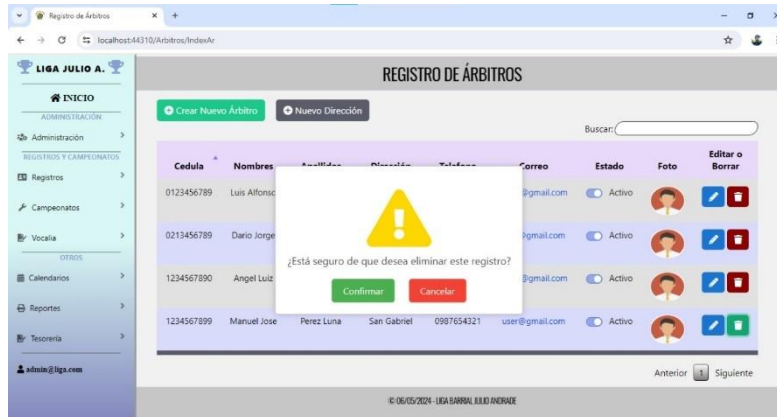 Registro de Árbitros
localhost:44310/Arbitros/IndexAr
LIGA JULIO A.
INICIO
ADMINISTRACIÓN
Administración
REGISTROS Y CAMPEONATOS
Registros
Campeonatos
Vocalia
OTROS
Calendarios
Reportes
Tesorería
admin@liga.com
REGISTRO DE ÁRBITROS
Crear Nuevo Árbitro Nuevo Dirección
Buscar:
Cedula Nombres Apellidos Dirección Telefono Correo Estado Foto Editar o Borrar
0123456789 Luis Alfonso @gmail.com Activo
0213456789 Dario Jorge @gmail.com Activo
1234567890 Angel Luiz @gmail.com Activo
1234567899 Manuel Jose Perez Luna San Gabriel 0987654321 user@gmail.com Activo
¿Está seguro de que desea eliminar este registro?
Confirmar Cancelar
Anterior 1 Siguiente
© 06/05/2024 - LIGA BARRIAL JULIO ANDRADE